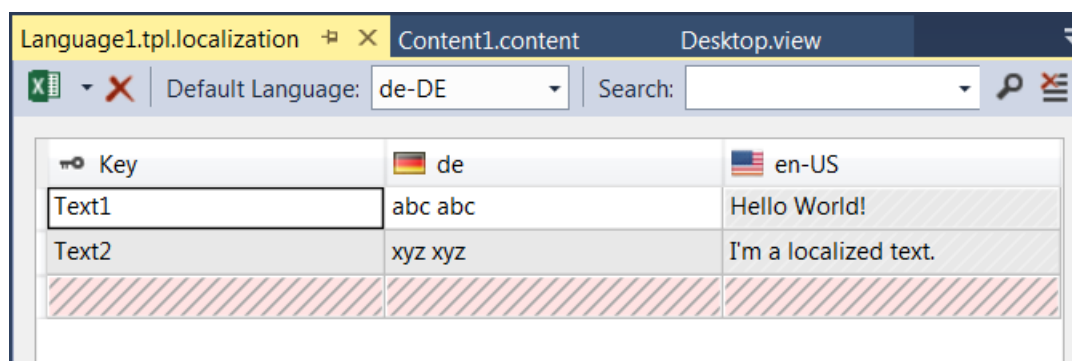 Language1.tpl.localization Content1.content Desktop.view
Default Language: de-DE Search:
Key de en-US
Text1 abc abc Hello World!
Text2 xyz xyz I'm a localized text.